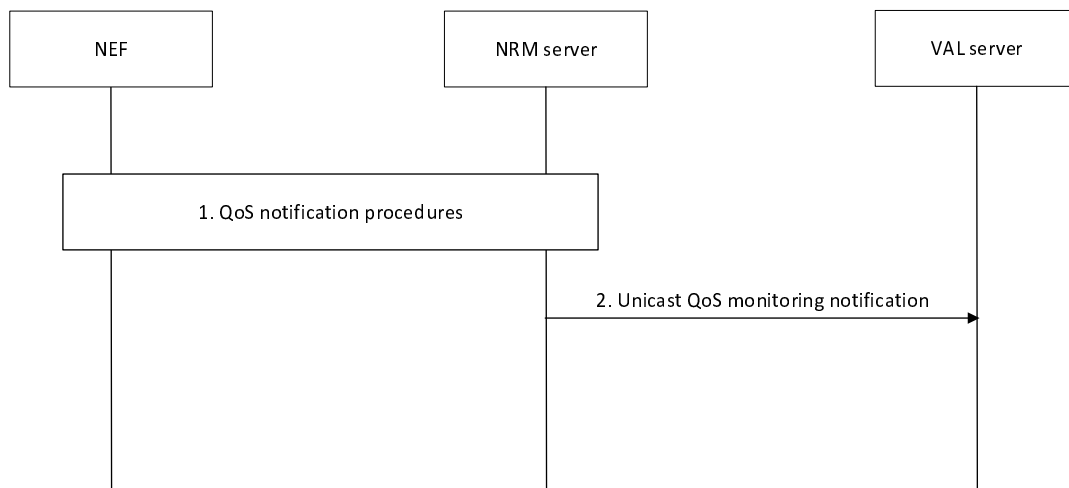 NEF
NRM server
VAL server
1. QoS notification procedures
2. Unicast QoS monitoring notification